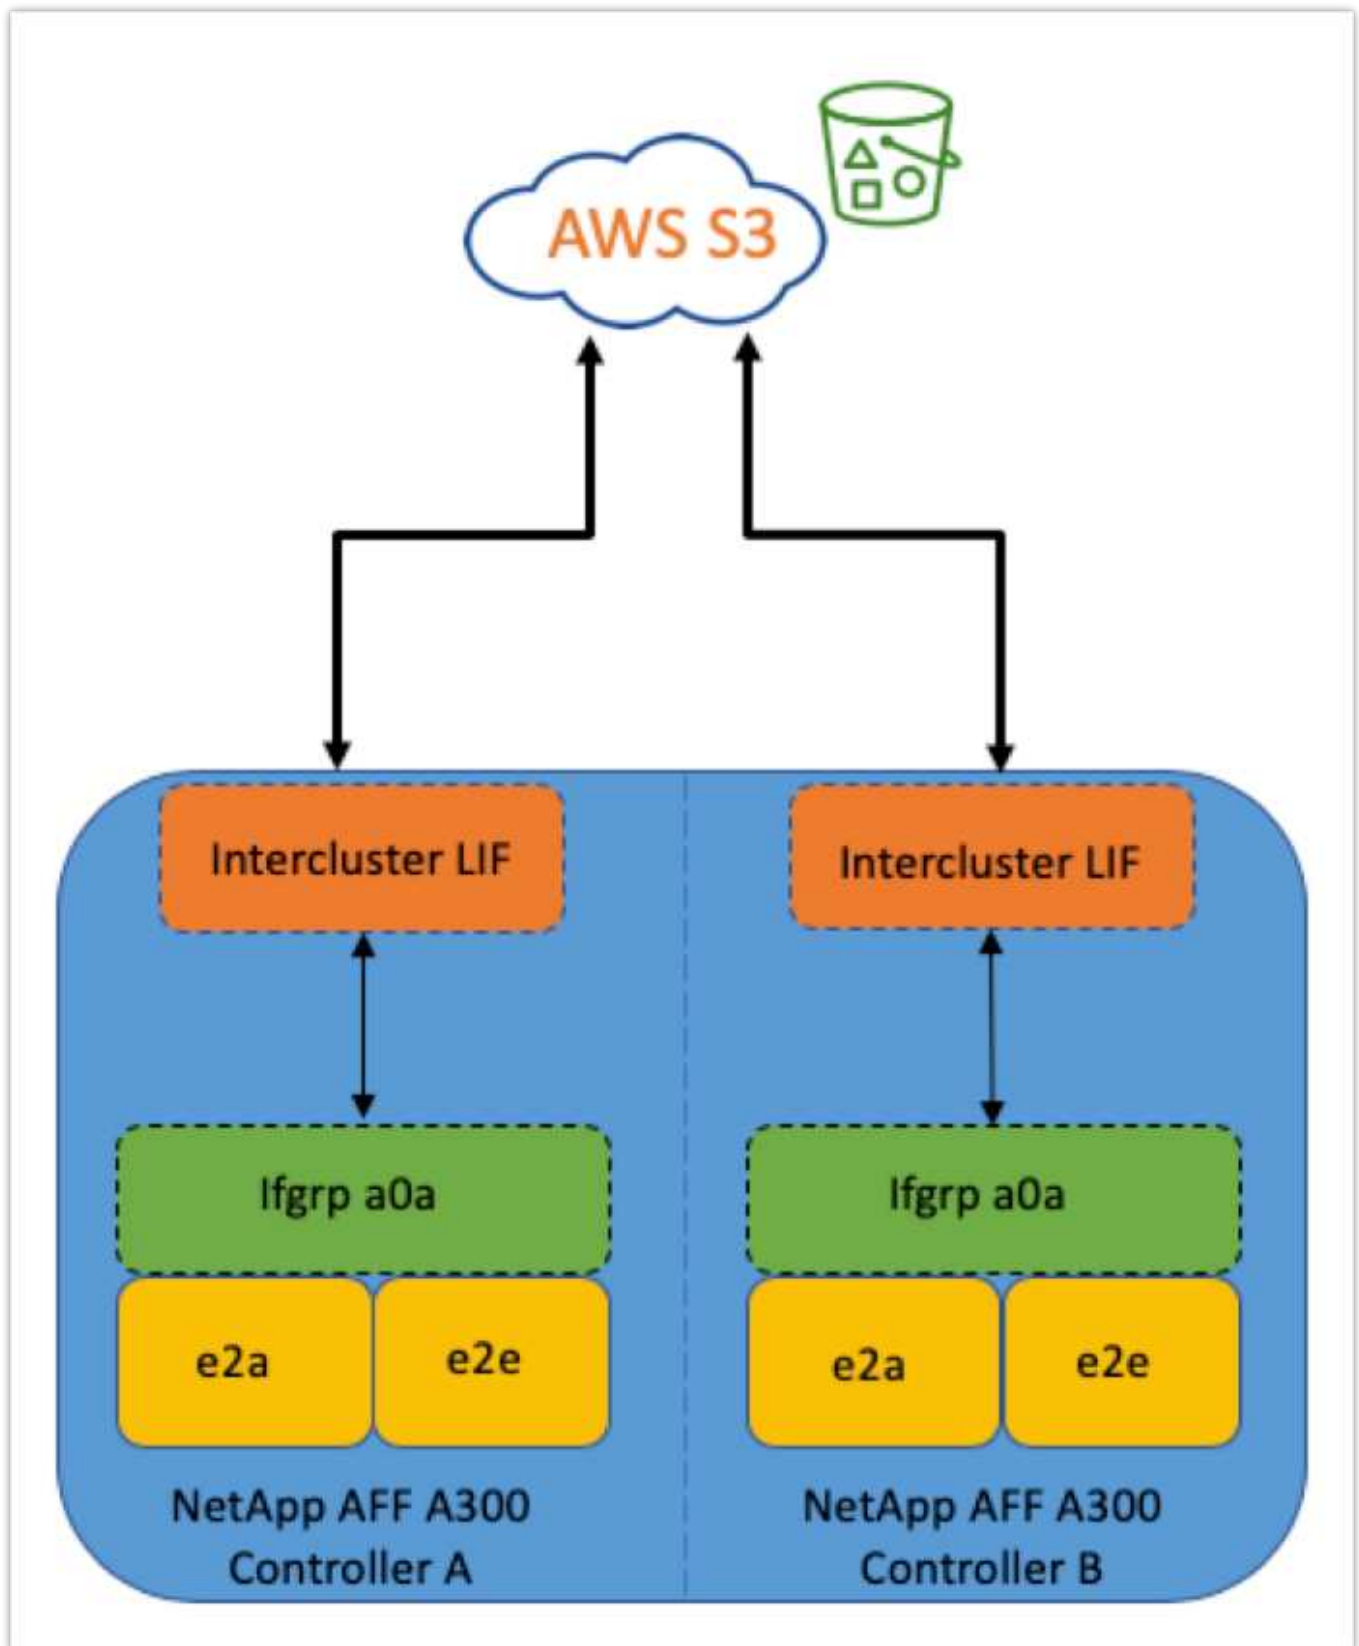 AWS S3
Intercluster LIF
Intercluster LIF
Ifgrp a0a
Ifgrp a0a
e2a
e2e
e2a
e2e
NetApp AFF A300
Controller A
NetApp AFF A300
Controller B